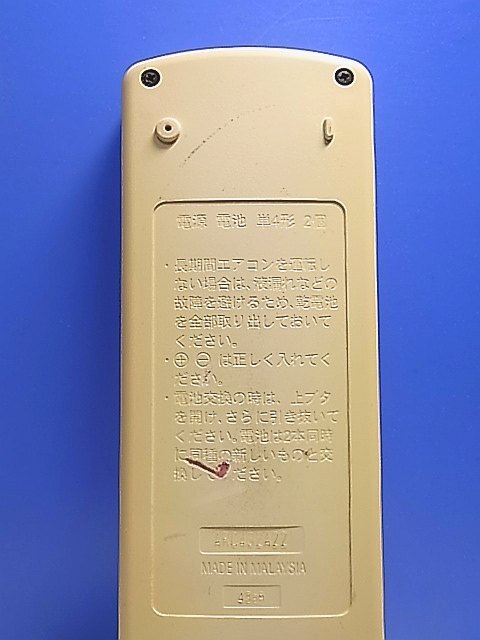 電源 電池 単4形 2個
・長期間エアコンを運転し
ない場合は、液漏れなどの
故障を避けるため、乾電池
を全部取り出しておいて
ください。
・⊕ ⊖ は正しく入れてく
ださい。
・電池交換の時は、上ブタ
を開け、さらに引き抜いて
ください。電池は2本同時
に同種の新しいものと交
換してください。
MADE IN MALAYSIA